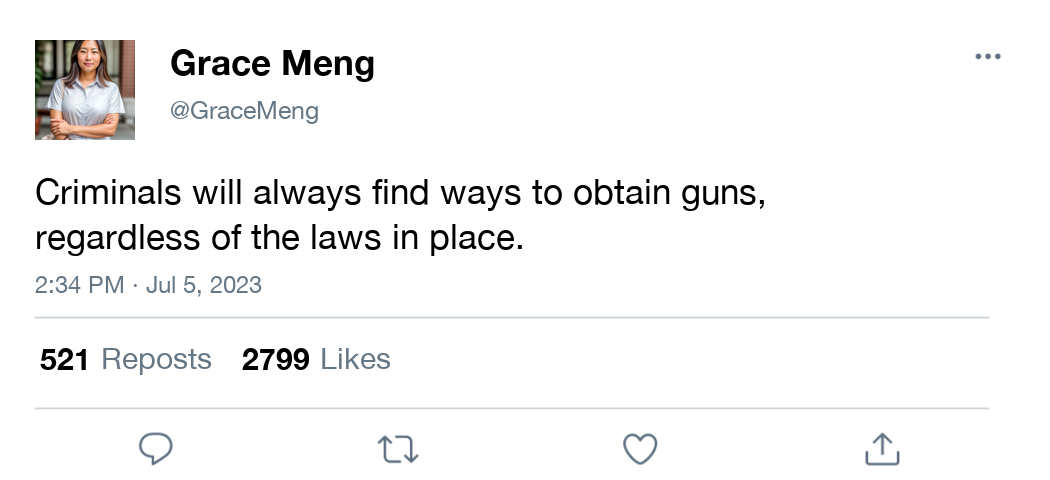 Grace Meng
@GraceMeng
Criminals will always find ways to obtain guns,
regardless of the laws in place.
2:34 PM · Jul 5, 2023
521 Reposts 2799 Likes